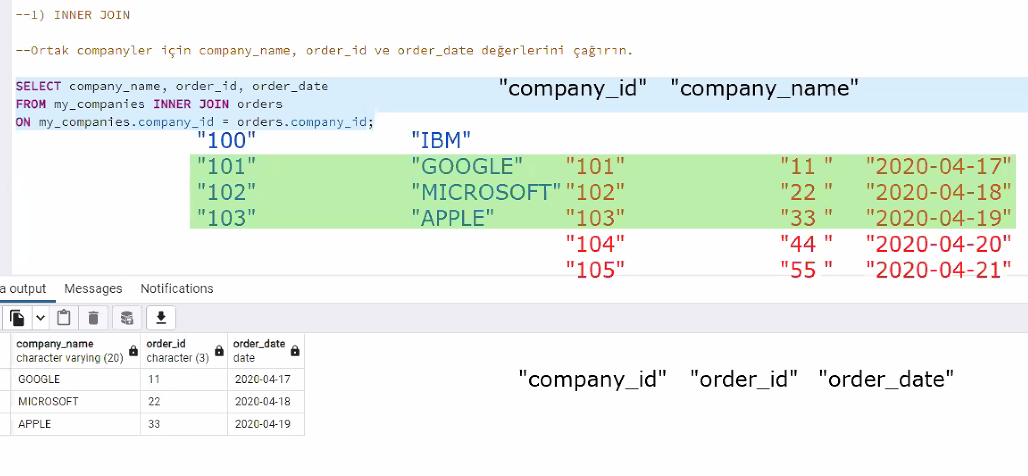 --1) INNER JOIN
--Ortak companyler için company_name, order_id ve order_date değerlerini çağırın.
SELECT company_name, order_id, order_date
FROM my_companies INNER JOIN orders
ON my_companies.company_id = orders.company_id;
"company_id" "company_name"
"100" "IBM"
"101" "GOOGLE" "101" "11 " "2020-04-17"
"102" "MICROSOFT" "102" "22 " "2020-04-18"
"103" "APPLE" "103" "33 " "2020-04-19"
"104" "44 " "2020-04-20"
"105" "55 " "2020-04-21"
a output Messages Notifications
company_name order_id order_date
character varying (20) character (3) date
GOOGLE 11 2020-04-17
MICROSOFT 22 2020-04-18
APPLE 33 2020-04-19
"company_id" "order_id" "order_date"